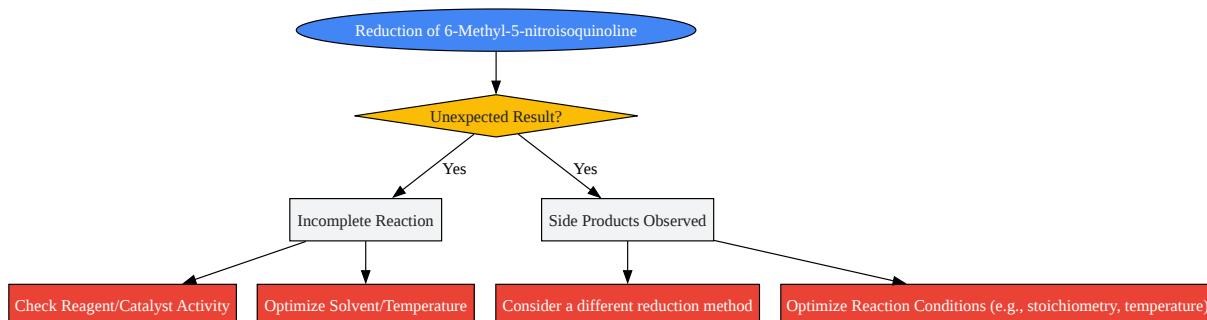 Reduction of 6-Methyl-5-nitroisoquinoline
Unexpected Result?
Yes
Yes
Incomplete Reaction
Side Products Observed
Check Reagent/Catalyst Activity
Optimize Solvent/Temperature
Consider a different reduction method
Optimize Reaction Conditions (e.g., stoichiometry, temperature)